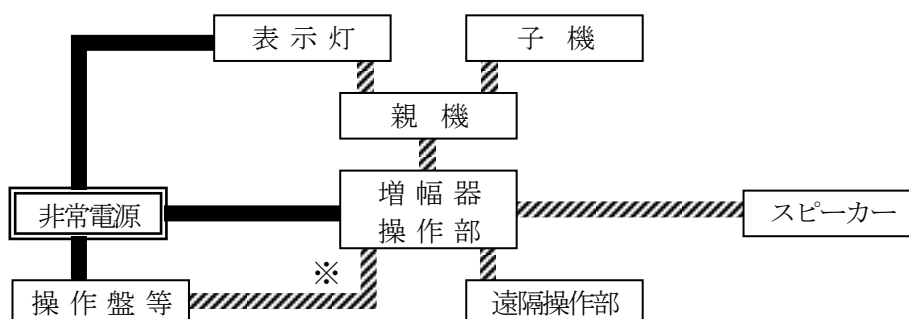 表示灯
子機
親機
増幅器
操作部
非常電源
スピーカー
※
操作盤等
遠隔操作部